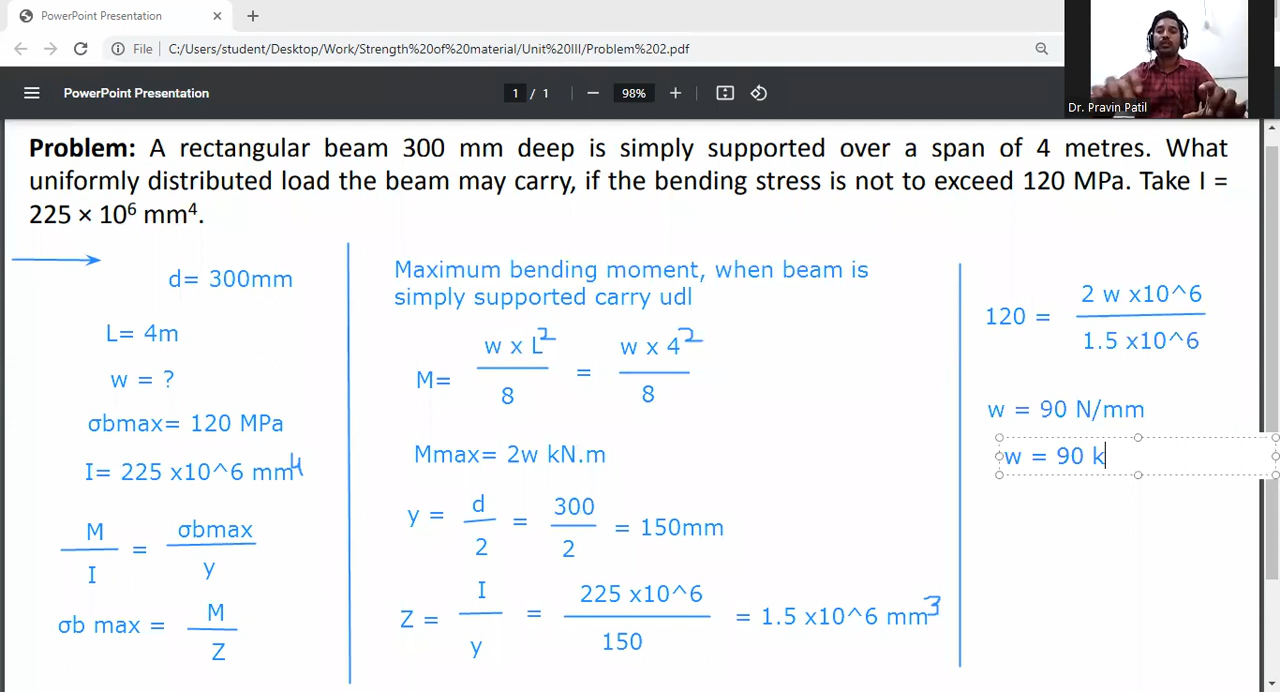 PowerPoint Presentation
File
C:/Users/student/Desktop/Work/Strength%20of%20material/Unit%20III/Problem%202.pdf
PowerPoint Presentation
1 / 1
98%
Dr. Pravin Patil
Problem: A rectangular beam 300 mm deep is simply supported over a span of 4 metres. What
uniformly distributed load the beam may carry, if the bending stress is not to exceed 120 MPa. Take I =
225 × 10⁶ mm⁴.
d= 300mm
L= 4m
w = ?
σbmax= 120 MPa
I= 225 x10^6 mm⁴
M
I
=
σbmax
y
σb max =
M
Z
Maximum bending moment, when beam is
simply supported carry udl
M=
w x L²
8
=
w x 4²
8
Mmax= 2w kN.m
y =
d
2
=
300
2
= 150mm
Z =
I
y
=
225 x10^6
150
= 1.5 x10^6 mm³
120 =
2 w x10^6
1.5 x10^6
w = 90 N/mm
w = 90 k